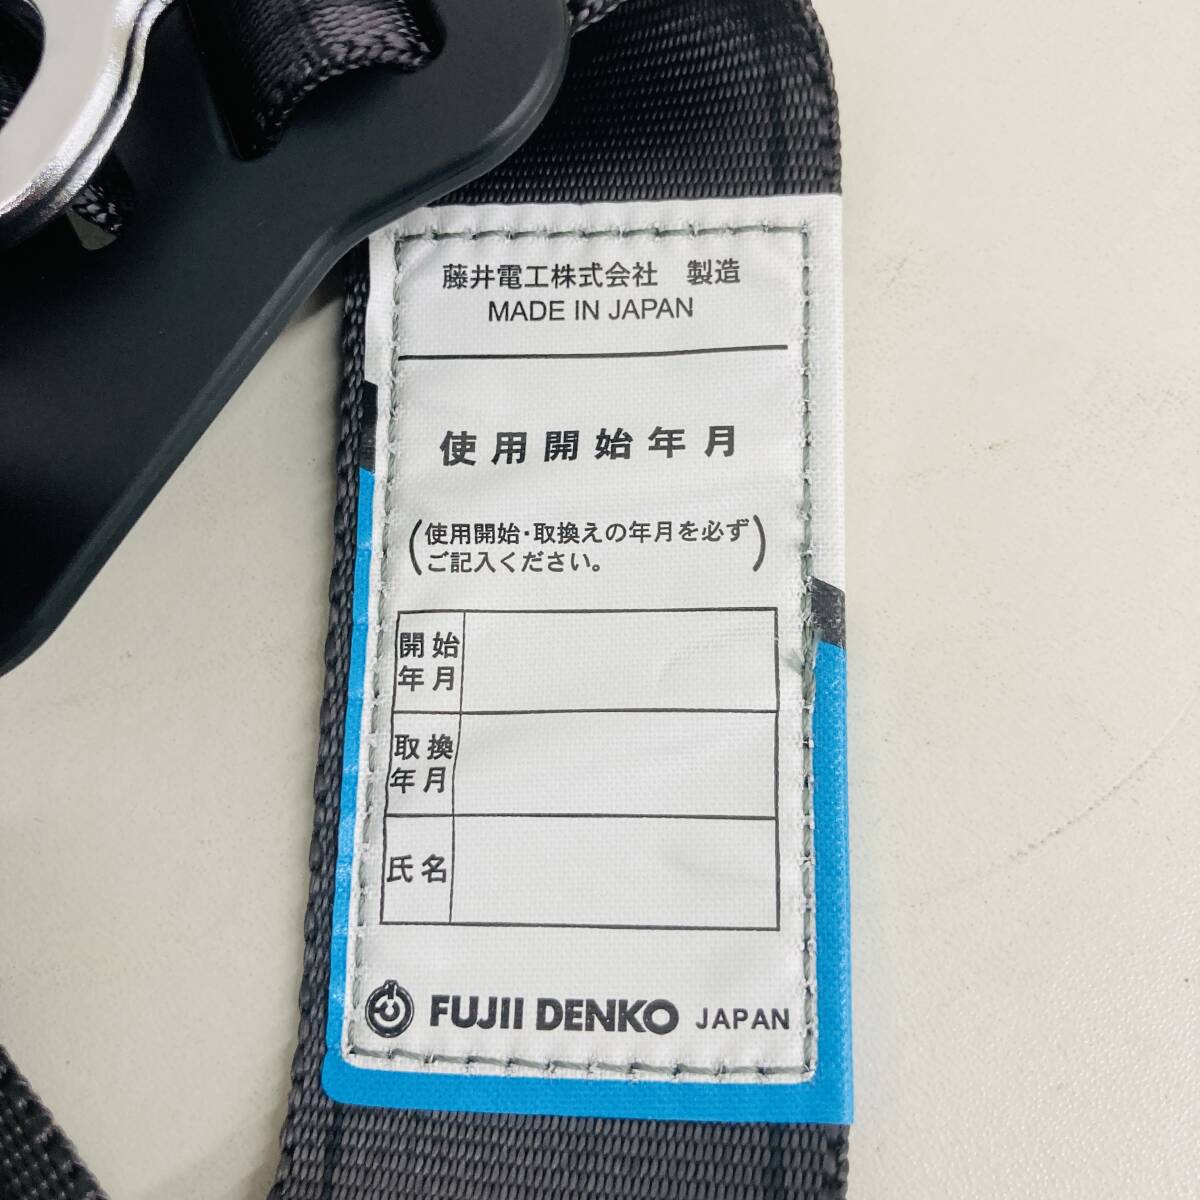 藤井電工株式会社　製造
MADE IN JAPAN
使用開始年月
(使用開始・取換えの年月を必ず
ご記入ください。)
開始
年月
取換
年月
氏名
FUJII DENKO JAPAN